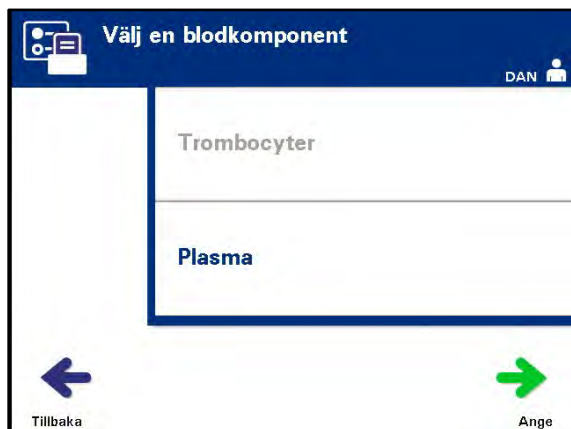 Välj en blodkomponent
DAN
Trombocyter
Plasma
Tillbaka
Ange